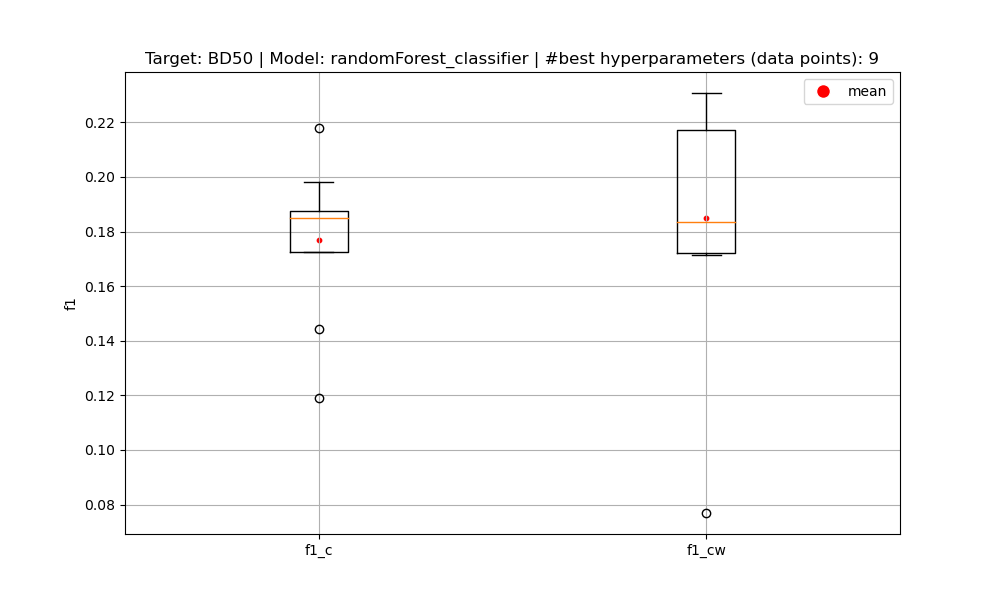 Target: BD50 | Model: randomForest_classifier | #best hyperparameters (data points): 9
mean
0.22
0.20
0.18
0.16
0.14
0.12
0.10
0.08
f1
f1_c
f1_cw